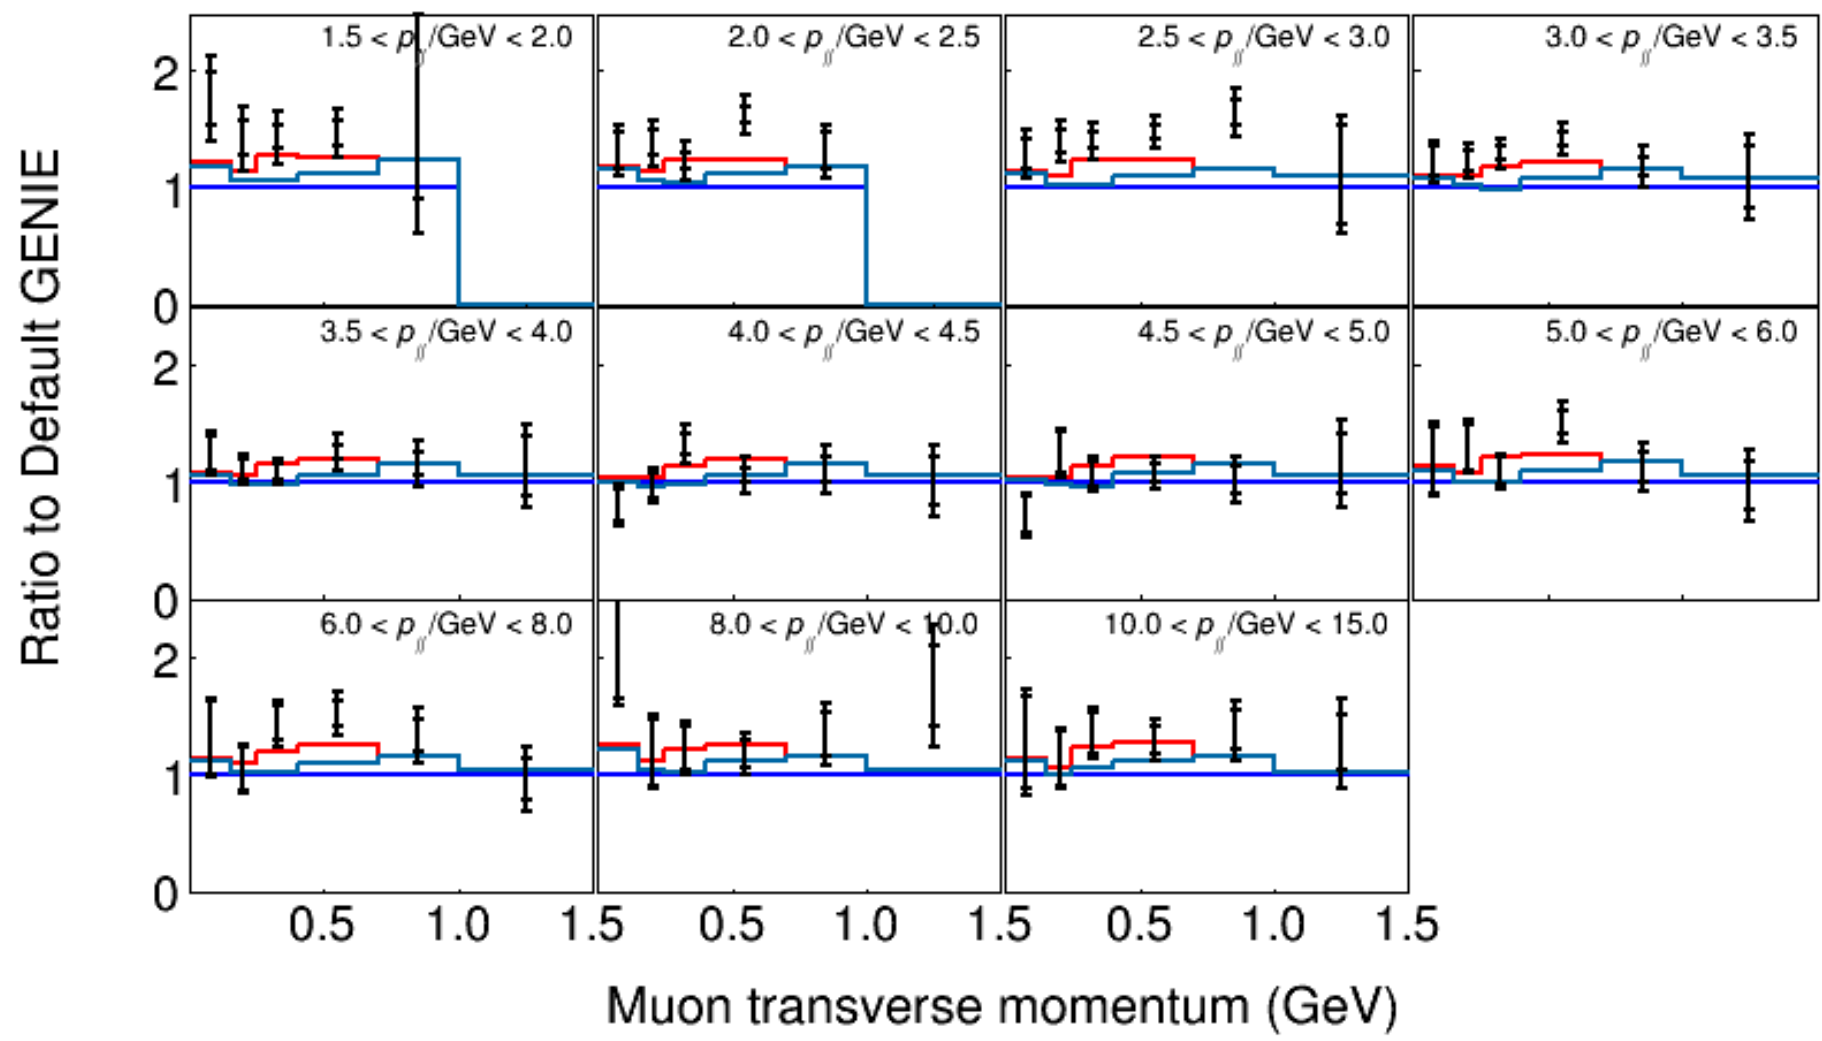 Ratio to Default GENIE
1.5 < p∥/GeV < 2.0
2.0 < p∥/GeV < 2.5
2.5 < p∥/GeV < 3.0
3.0 < p∥/GeV < 3.5
2
1
0
3.5 < p∥/GeV < 4.0
4.0 < p∥/GeV < 4.5
4.5 < p∥/GeV < 5.0
5.0 < p∥/GeV < 6.0
2
1
0
6.0 < p∥/GeV < 8.0
8.0 < p∥/GeV < 10.0
10.0 < p∥/GeV < 15.0
2
1
0
0.5 1.0 1.5 0.5 1.0 1.5 0.5 1.0 1.5
Muon transverse momentum (GeV)